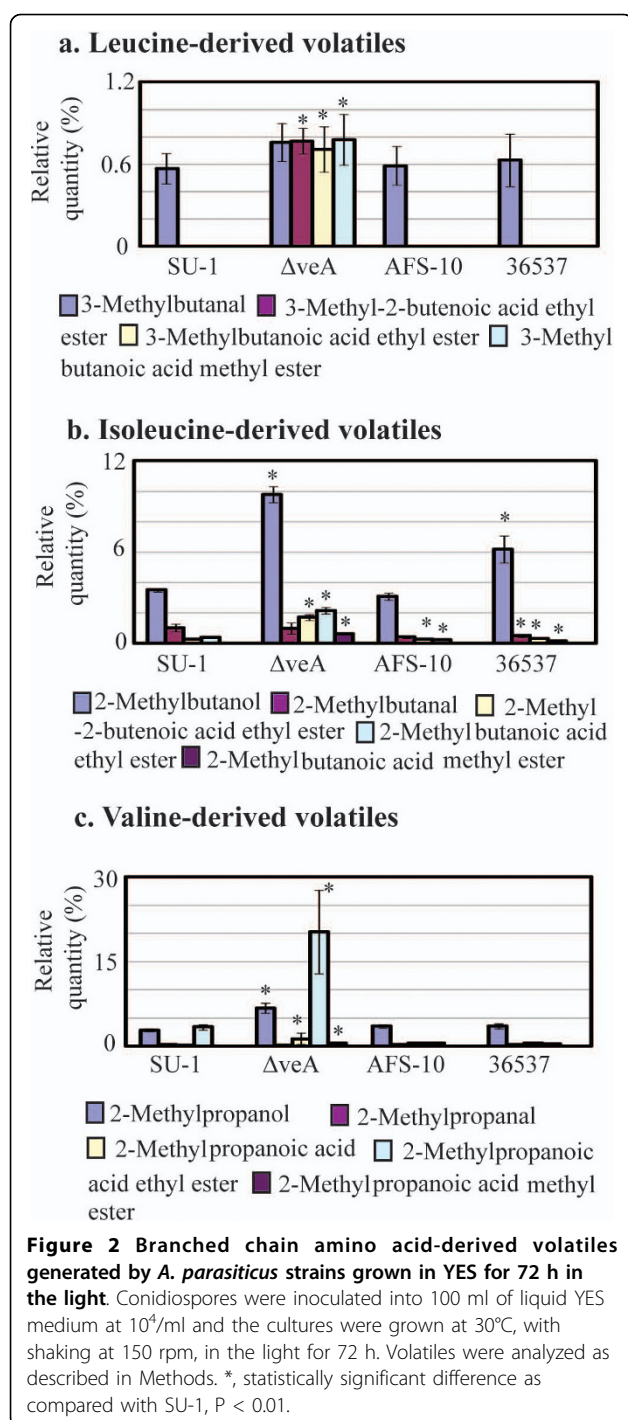 a. Leucine-derived volatiles
Relative
quantity (%)
1.2
0.6
0
* * *
SU-1 ΔveA AFS-10 36537
3-Methylbutanal 3-Methyl-2-butenoic acid ethyl
ester 3-Methylbutanoic acid ethyl ester 3-Methyl
butanoic acid methyl ester
b. Isoleucine-derived volatiles
Relative
quantity (%)
12
6
0
* * * * * * * * * *
SU-1 ΔveA AFS-10 36537
2-Methylbutanol 2-Methylbutanal 2-Methyl
-2-butenoic acid ethyl ester 2-Methylbutanoic acid
ethyl ester 2-Methylbutanoic acid methyl ester
c. Valine-derived volatiles
Relative
quantity (%)
30
15
0
* * * *
SU-1 ΔveA AFS-10 36537
2-Methylpropanol 2-Methylpropanal
2-Methylpropanoic acid 2-Methylpropanoic
acid ethyl ester 2-Methylpropanoic acid methyl
ester
Figure 2 Branched chain amino acid-derived volatiles
generated by A. parasiticus strains grown in YES for 72 h in
the light. Conidiospores were inoculated into 100 ml of liquid YES
medium at 10⁴/ml and the cultures were grown at 30°C, with
shaking at 150 rpm, in the light for 72 h. Volatiles were analyzed as
described in Methods. *, statistically significant difference as
compared with SU-1, P < 0.01.